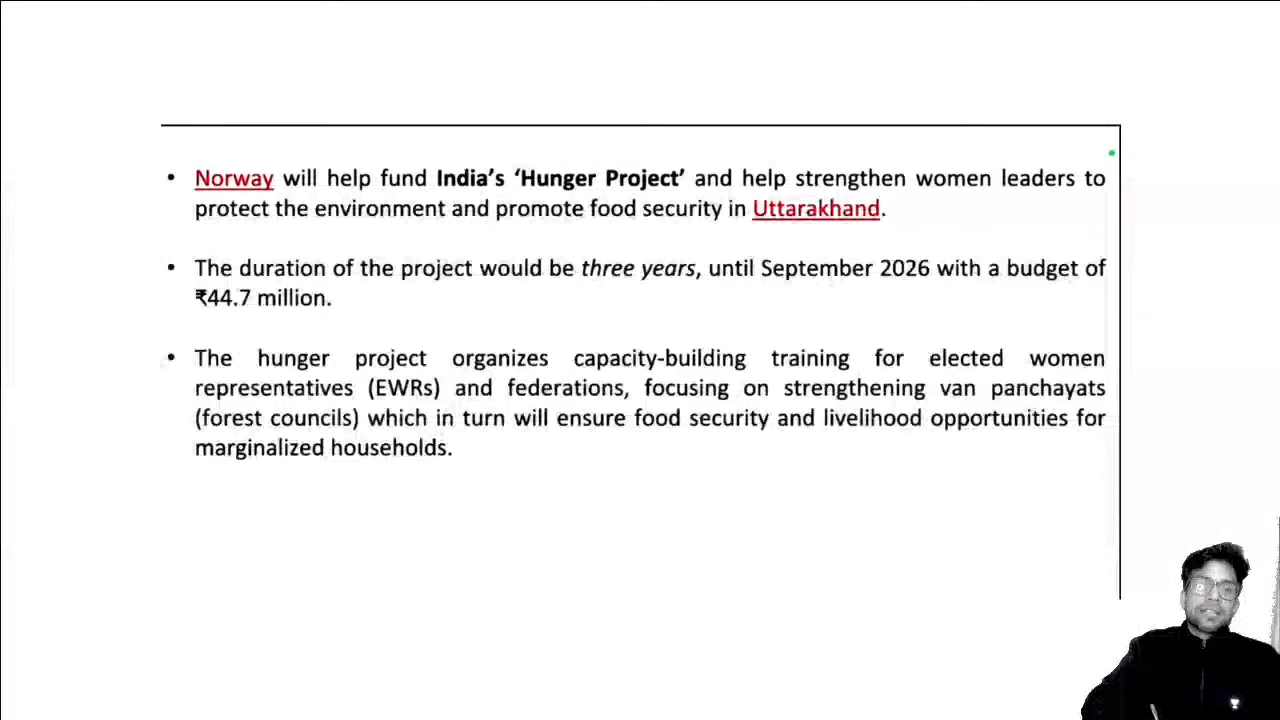 • Norway will help fund India's 'Hunger Project' and help strengthen women leaders to
protect the environment and promote food security in Uttarakhand.
• The duration of the project would be three years, until September 2026 with a budget of
₹44.7 million.
• The hunger project organizes capacity-building training for elected women
representatives (EWRs) and federations, focusing on strengthening van panchayats
(forest councils) which in turn will ensure food security and livelihood opportunities for
marginalized households.